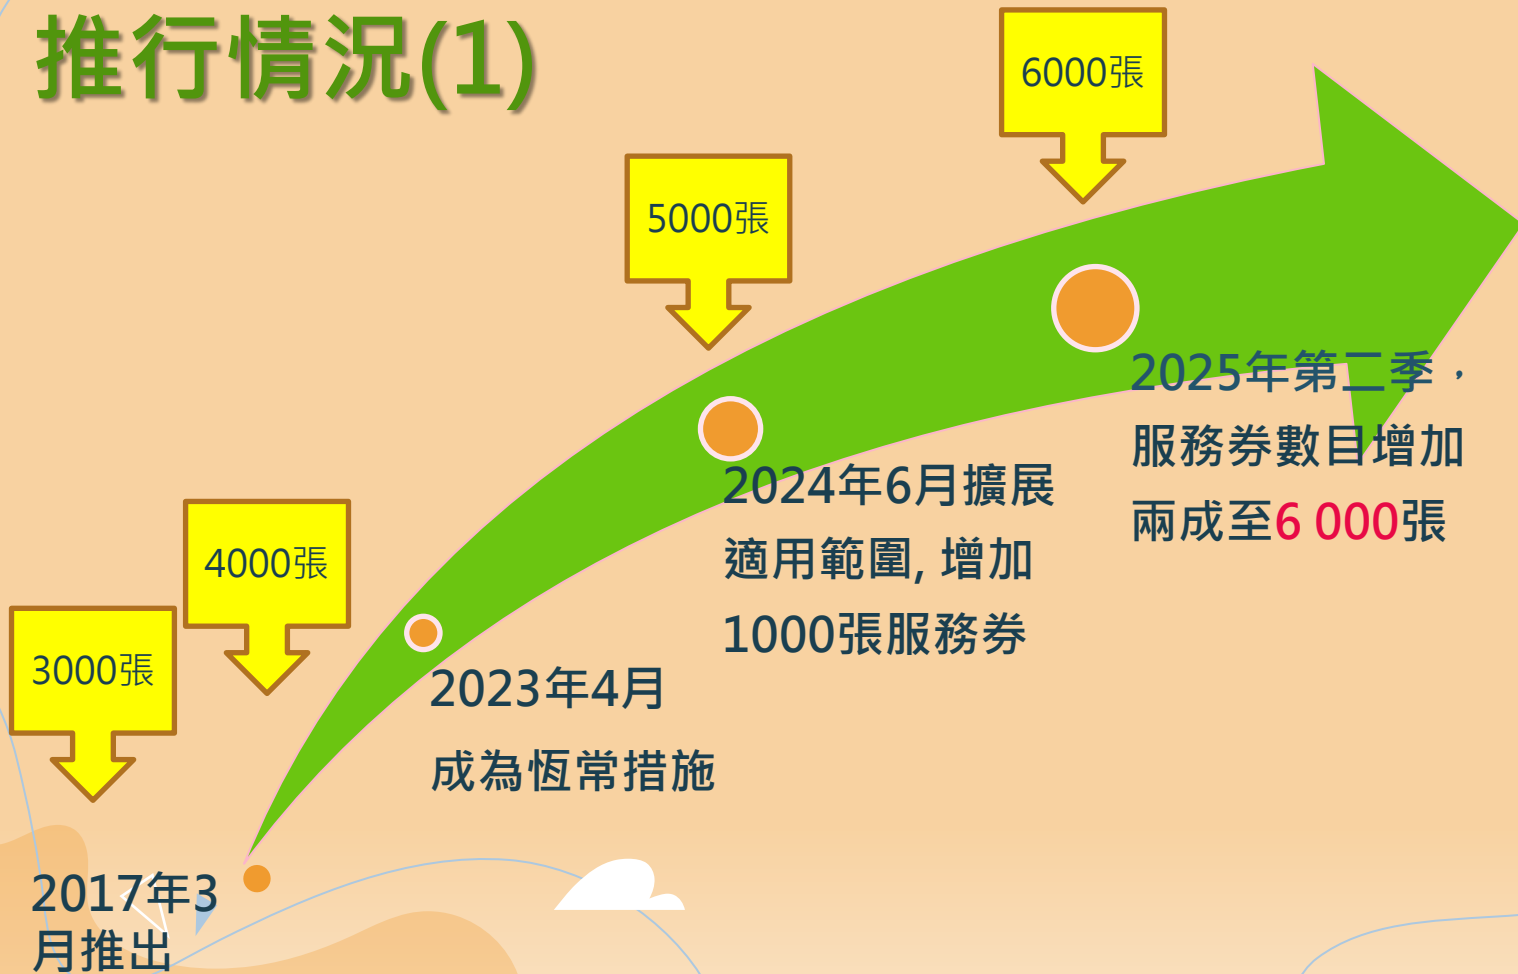 推行情況(1)
3000張
2017年3
月推出
4000張
2023年4月
成為恆常措施
5000張
2024年6月擴展
適用範圍, 增加
1000張服務券
6000張
2025年第二季，
服務券數目增加
兩成至6 000張